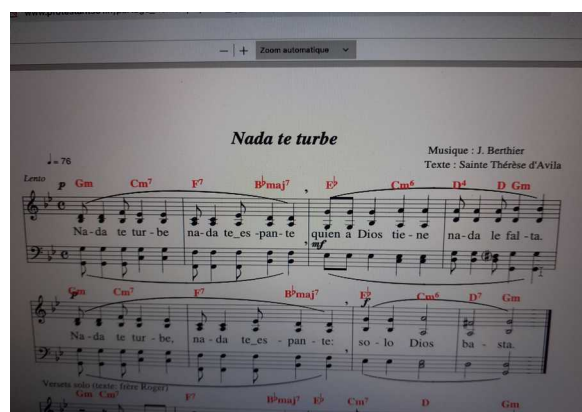 − | + Zoom automatique
Nada te turbe
Musique : J. Berthier
Texte : Sainte Thérèse d'Avila
♩ = 76
Lento
p Gm Cm7 F7 B♭maj7 E♭ Cm6 D4 D Gm
Na - da te tur - be na - da te_es - pan - te quien a Dios tie - ne na - da le fal - ta.
mf
p Gm Cm7 F7 B♭maj7 E♭ Cm6 D7 Gm
f
Na - da te tur - be, na - da te_es - pan - te: so - lo Dios ba - sta.
Versets solo (texte: frère Roger)
Gm Cm7 F7 B♭maj7 E♭ Cm7 D Gm